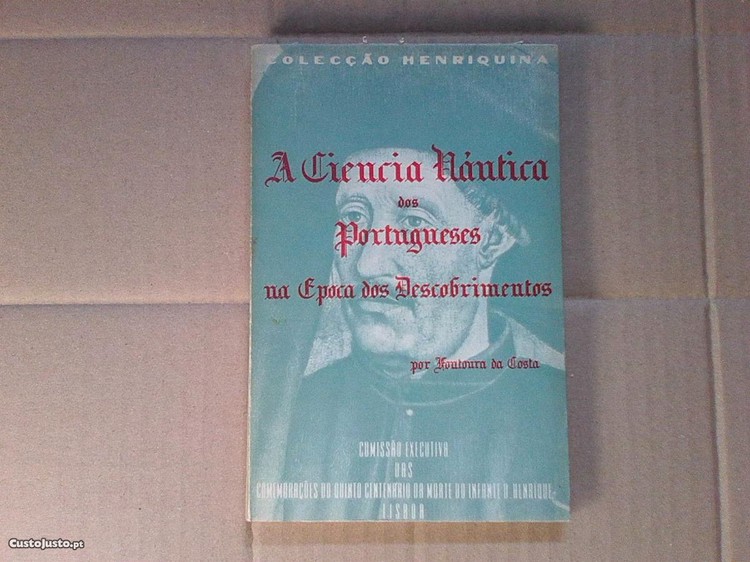 COLECÇÃO HENRIQUINA
A Ciencia Náutica
dos
Portugueses
na Epoca dos Descobrimentos
por Fontoura da Costa
COMISSÃO EXECUTIVA
DAS
COMEMORAÇÕES DO QUINTO CENTENÁRIO DA MORTE DO INFANTE D. HENRIQUE
LISBOA
CustoJusto.pt